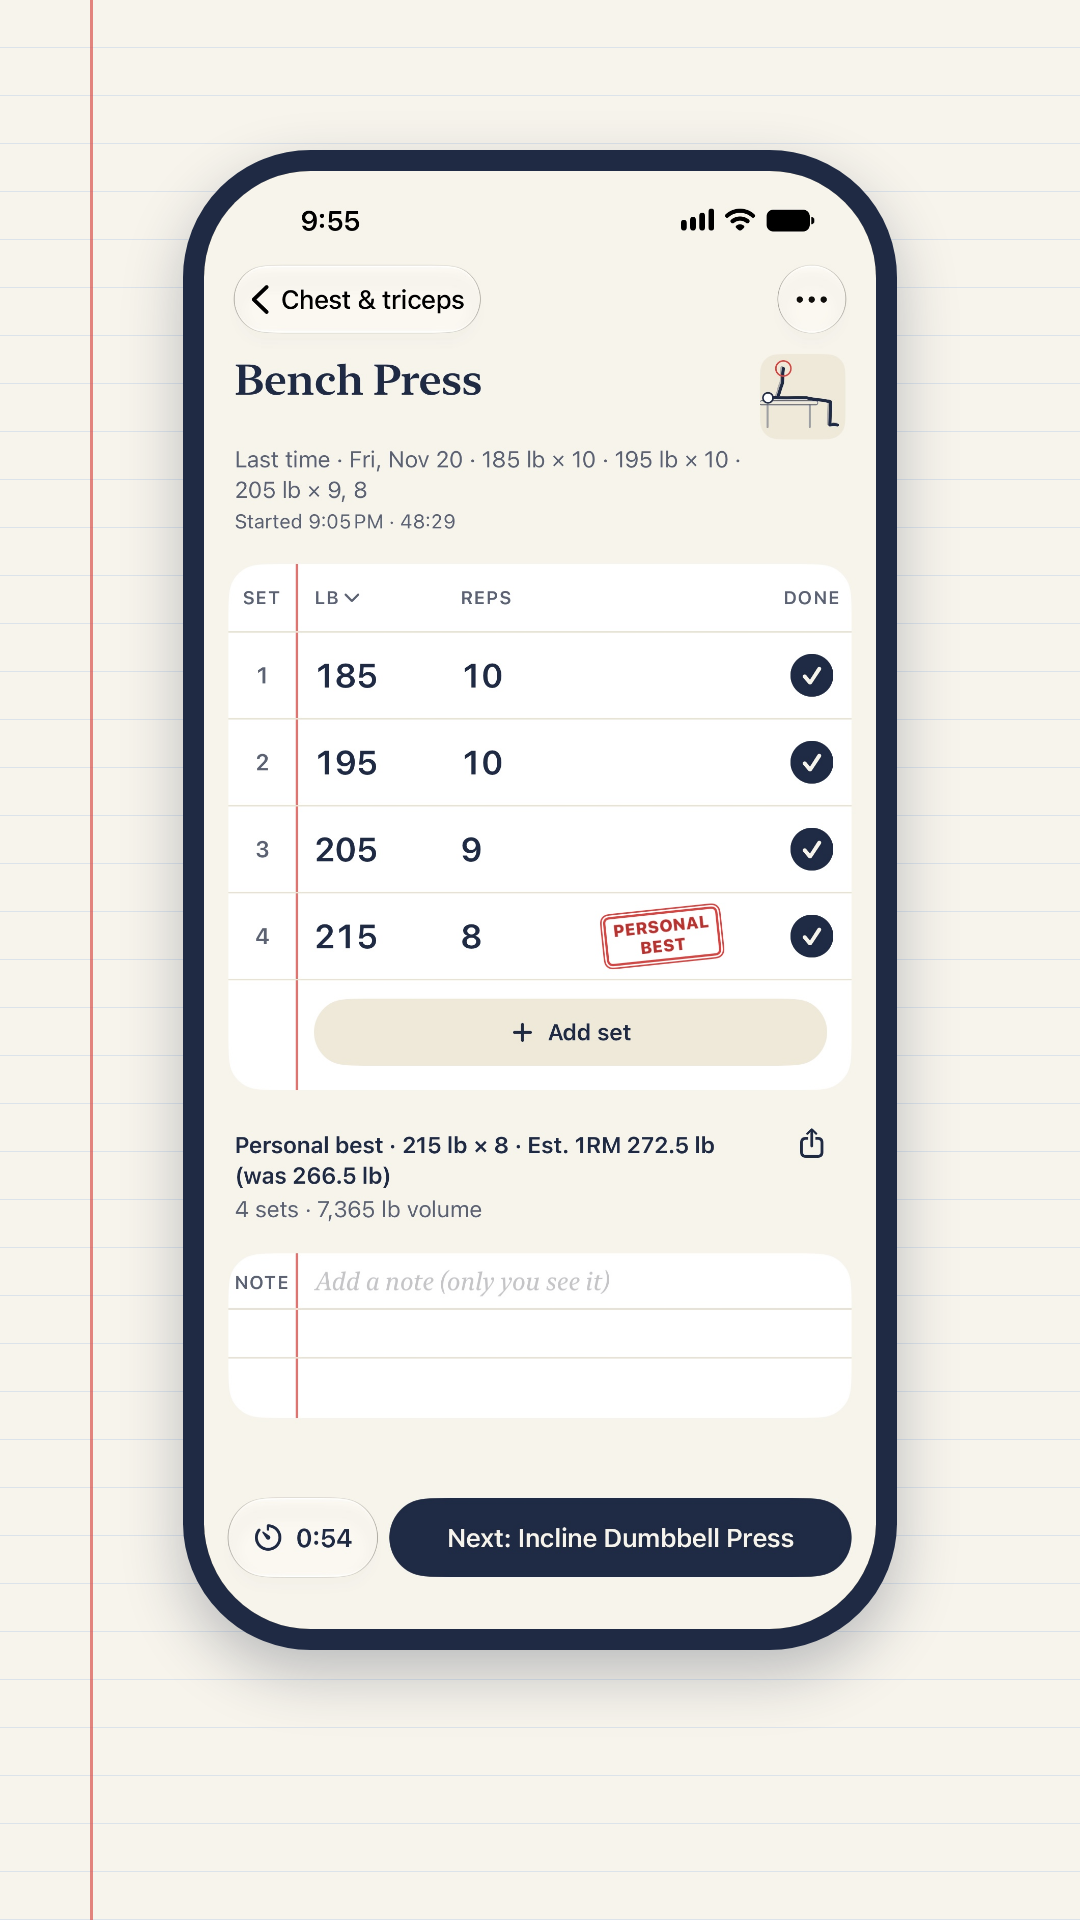 9:55
Chest & triceps
Bench Press
Last time · Fri, Nov 20 · 185 lb × 10 · 195 lb × 10 ·
205 lb × 9, 8
Started 9:05 PM · 48:29
SET LB REPS DONE
1 185 10
2 195 10
3 205 9
4 215 8 PERSONAL BEST
+ Add set
Personal best · 215 lb × 8 · Est. 1RM 272.5 lb
(was 266.5 lb)
4 sets · 7,365 lb volume
NOTE Add a note (only you see it)
0:54 Next: Incline Dumbbell Press